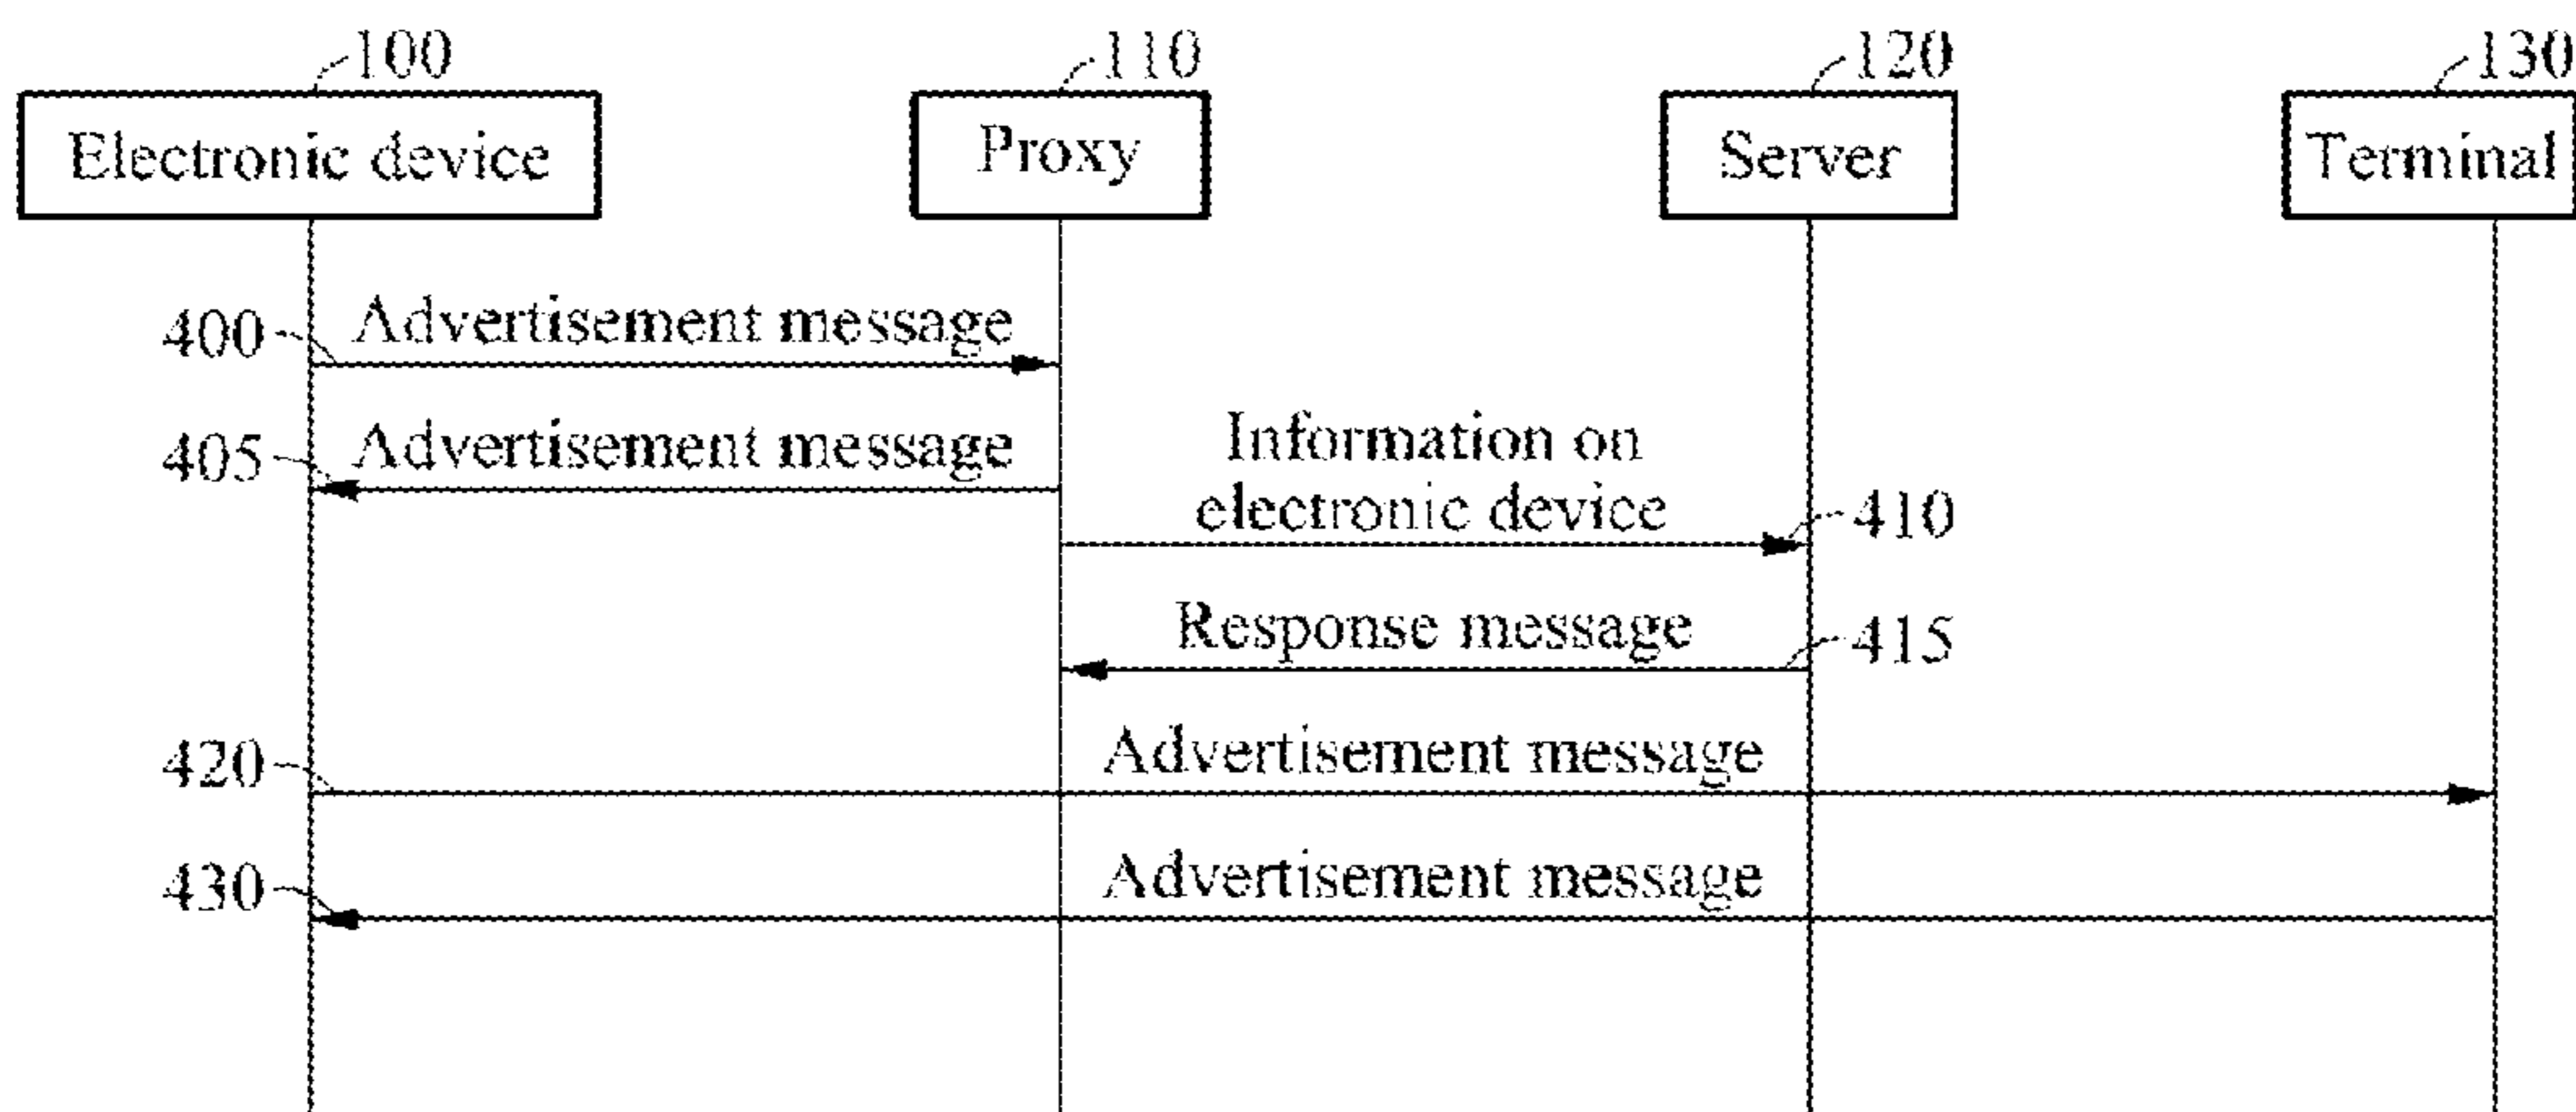 100
110
120
130
Electronic device
Proxy
Server
Terminal
400
Advertisement message
405
Advertisement message
Information on
electronic device
410
Response message
415
420
Advertisement message
430
Advertisement message